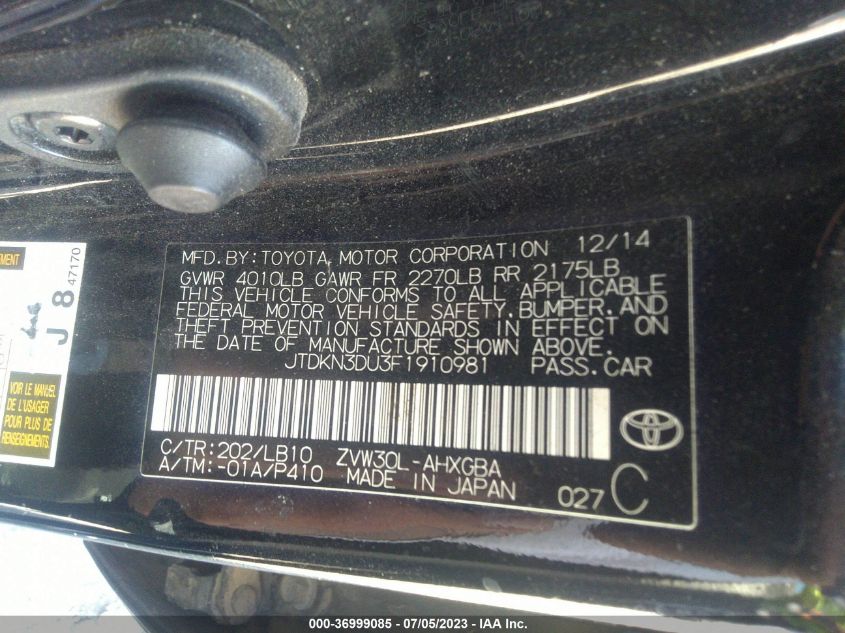 MFD.BY:TOYOTA MOTOR CORPORATION 12/14
GVWR 4010LB GAWR FR 2270LB RR 2175LB
THIS VEHICLE CONFORMS TO ALL APPLICABLE
FEDERAL MOTOR VEHICLE SAFETY,BUMPER,AND
THEFT PREVENTION STANDARDS IN EFFECT ON
THE DATE OF MANUFACTURE SHOWN ABOVE.
JTDKN3DU3F1910981 PASS.CAR
C/TR:202/LB10 ZVW30L-AHXGBA
A/TM:-01A/P410 MADE IN JAPAN
027 C
J 8 47170
VOIR LE MANUEL
DE L'USAGER
POUR PLUS DE
RENSEIGNEMENTS.
000-36999085 - 07/05/2023 - IAA Inc.